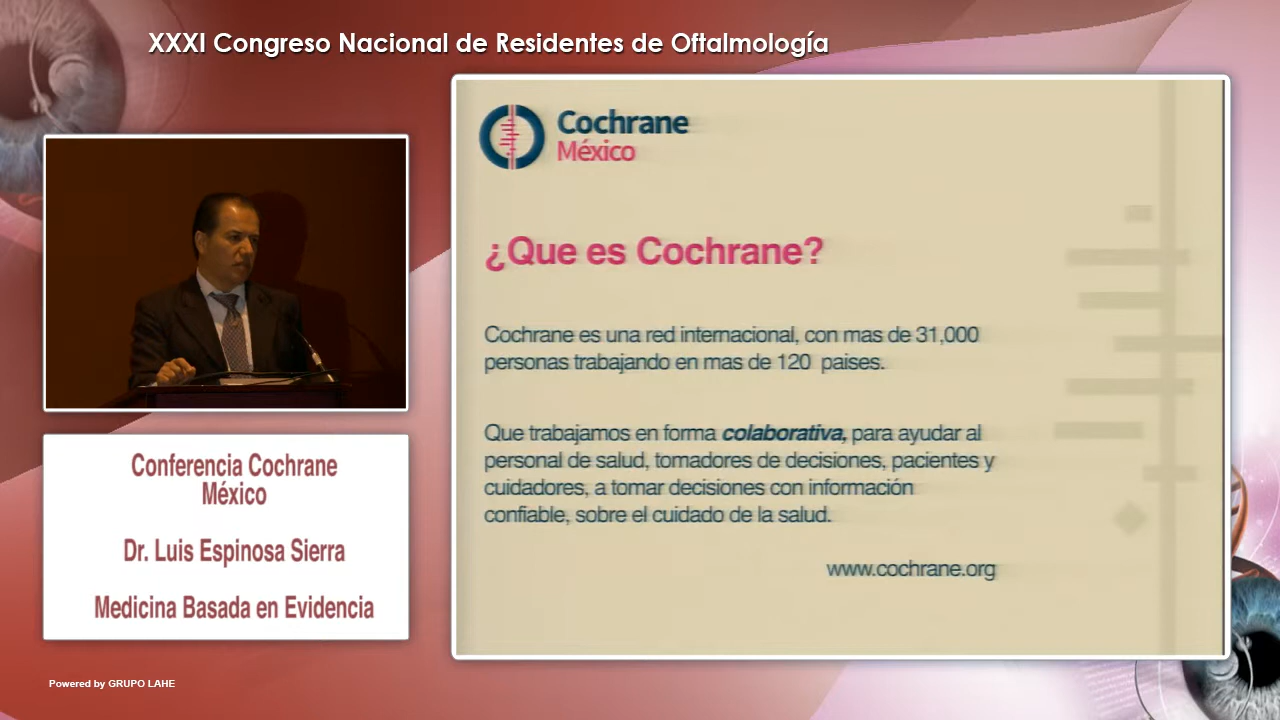 XXXI Congreso Nacional de Residentes de Oftalmología
Cochrane
México
¿Que es Cochrane?
Cochrane es una red internacional, con mas de 31,000
personas trabajando en mas de 120 paises.
Que trabajamos en forma colaborativa, para ayudar al
personal de salud, tomadores de decisiones, pacientes y
cuidadores, a tomar decisiones con información
confiable, sobre el cuidado de la salud.
www.cochrane.org
Conferencia Cochrane
México
Dr. Luis Espinosa Sierra
Medicina Basada en Evidencia
Powered by GRUPO LAHE